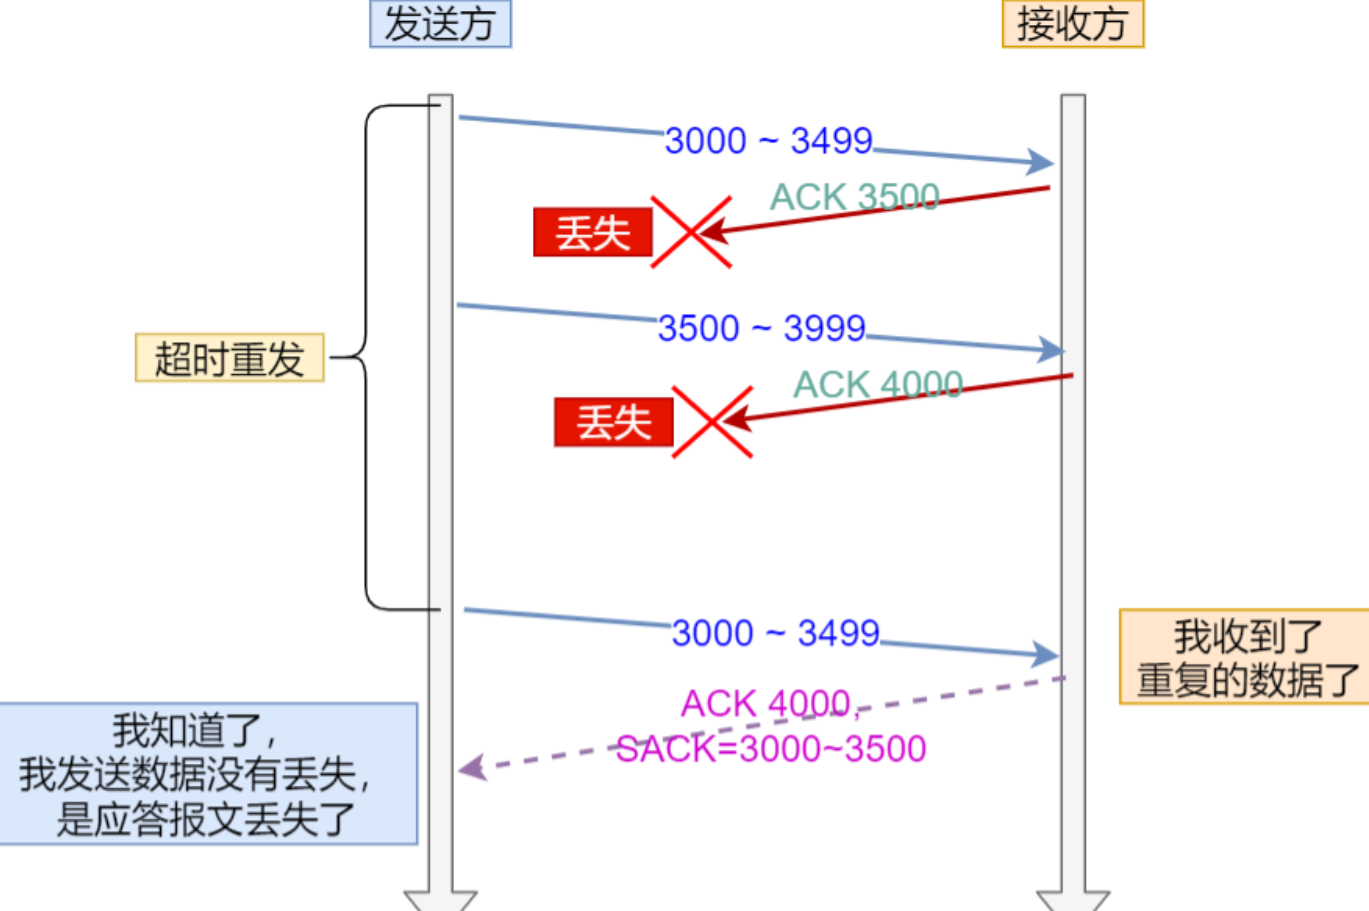 发送方
接收方
3000 ~ 3499
ACK 3500
丢失
3500 ~ 3999
超时重发
ACK 4000
丢失
3000 ~ 3499
我收到了
重复的数据了
ACK 4000,
SACK=3000~3500
我知道了，
我发送数据没有丢失，
是应答报文丢失了